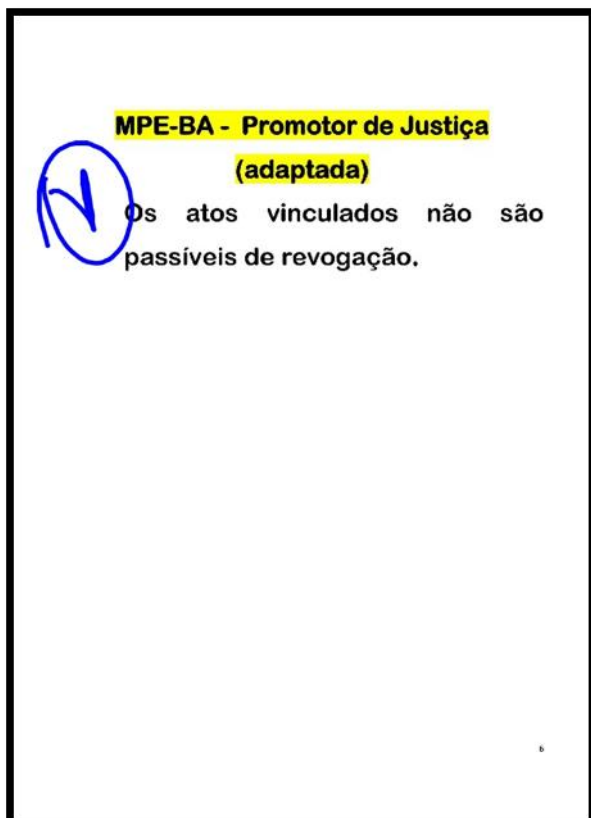 MPE-BA - Promotor de Justiça
(adaptada)
V
Os atos vinculados não são
passíveis de revogação.
6